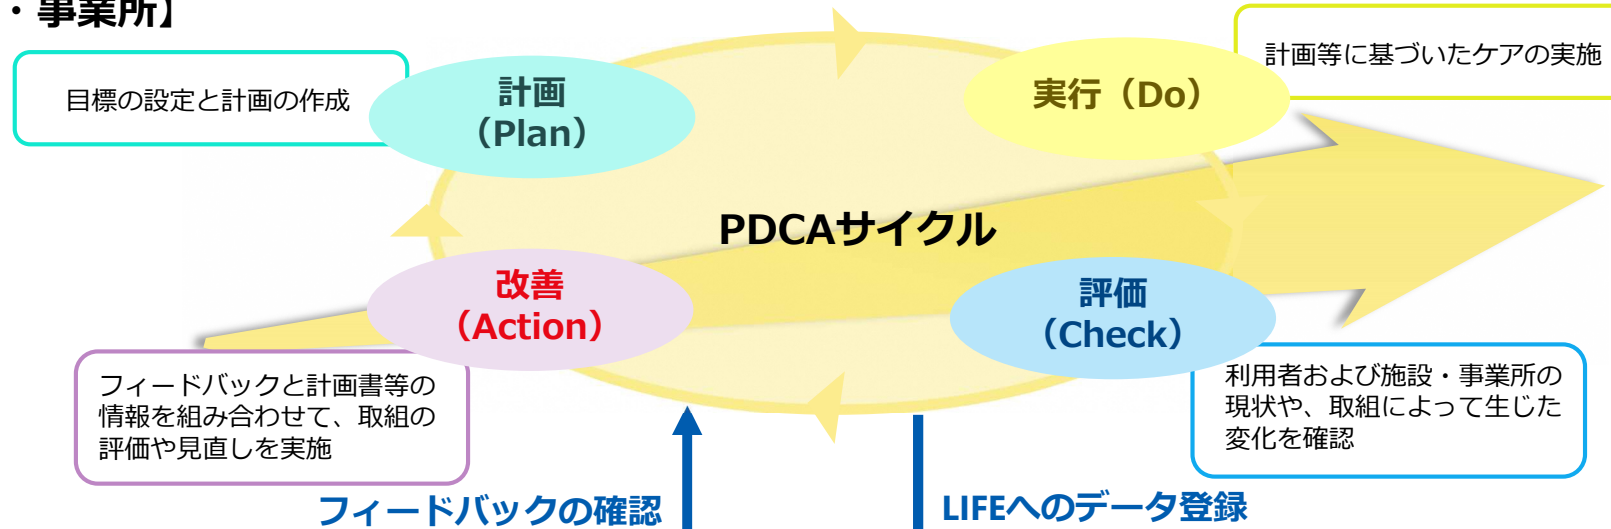 ・事業所】
目標の設定と計画の作成
計画
（Plan）
実行（Do）
計画等に基づいたケアの実施
PDCAサイクル
改善
（Action）
評価
（Check）
フィードバックと計画書等の
情報を組み合わせて、取組の
評価や見直しを実施
利用者および施設・事業所の
現状や、取組によって生じた
変化を確認
フィードバックの確認
LIFEへのデータ登録